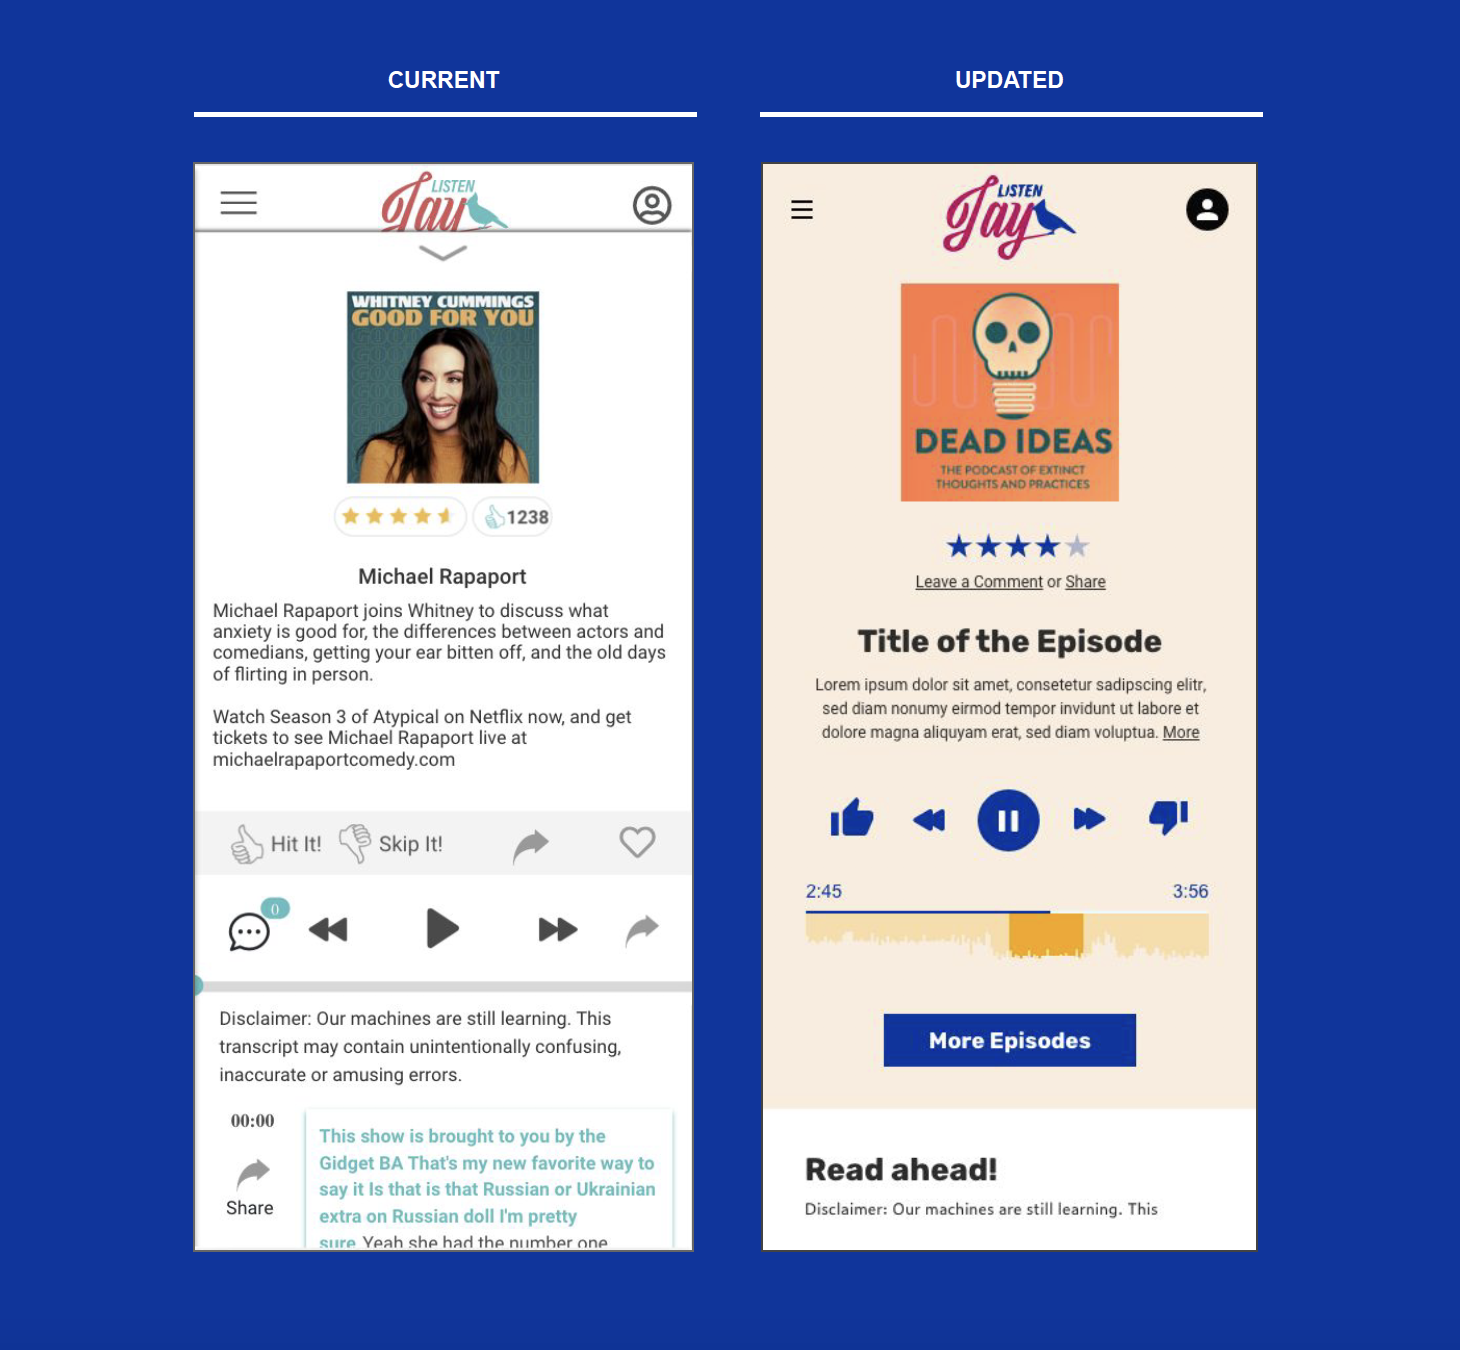 CURRENT
UPDATED
LISTEN
Jay
WHITNEY CUMMINGS
GOOD FOR YOU
1238
Michael Rapaport
Michael Rapaport joins Whitney to discuss what
anxiety is good for, the differences between actors and
comedians, getting your ear bitten off, and the old days
of flirting in person.
Watch Season 3 of Atypical on Netflix now, and get
tickets to see Michael Rapaport live at
michaelrapaportcomedy.com
Hit It!
Skip It!
0
Disclaimer: Our machines are still learning. This
transcript may contain unintentionally confusing,
inaccurate or amusing errors.
00:00
Share
This show is brought to you by the
Gidget BA That's my new favorite way to
say it Is that is that Russian or Ukrainian
extra on Russian doll I'm pretty
sure Yeah she had the number one
LISTEN
Jay
DEAD IDEAS
THE PODCAST OF EXTINCT
THOUGHTS AND PRACTICES
Leave a Comment or Share
Title of the Episode
Lorem ipsum dolor sit amet, consetetur sadipscing elitr,
sed diam nonumy eirmod tempor invidunt ut labore et
dolore magna aliquyam erat, sed diam voluptua. More
2:45
3:56
More Episodes
Read ahead!
Disclaimer: Our machines are still learning. This